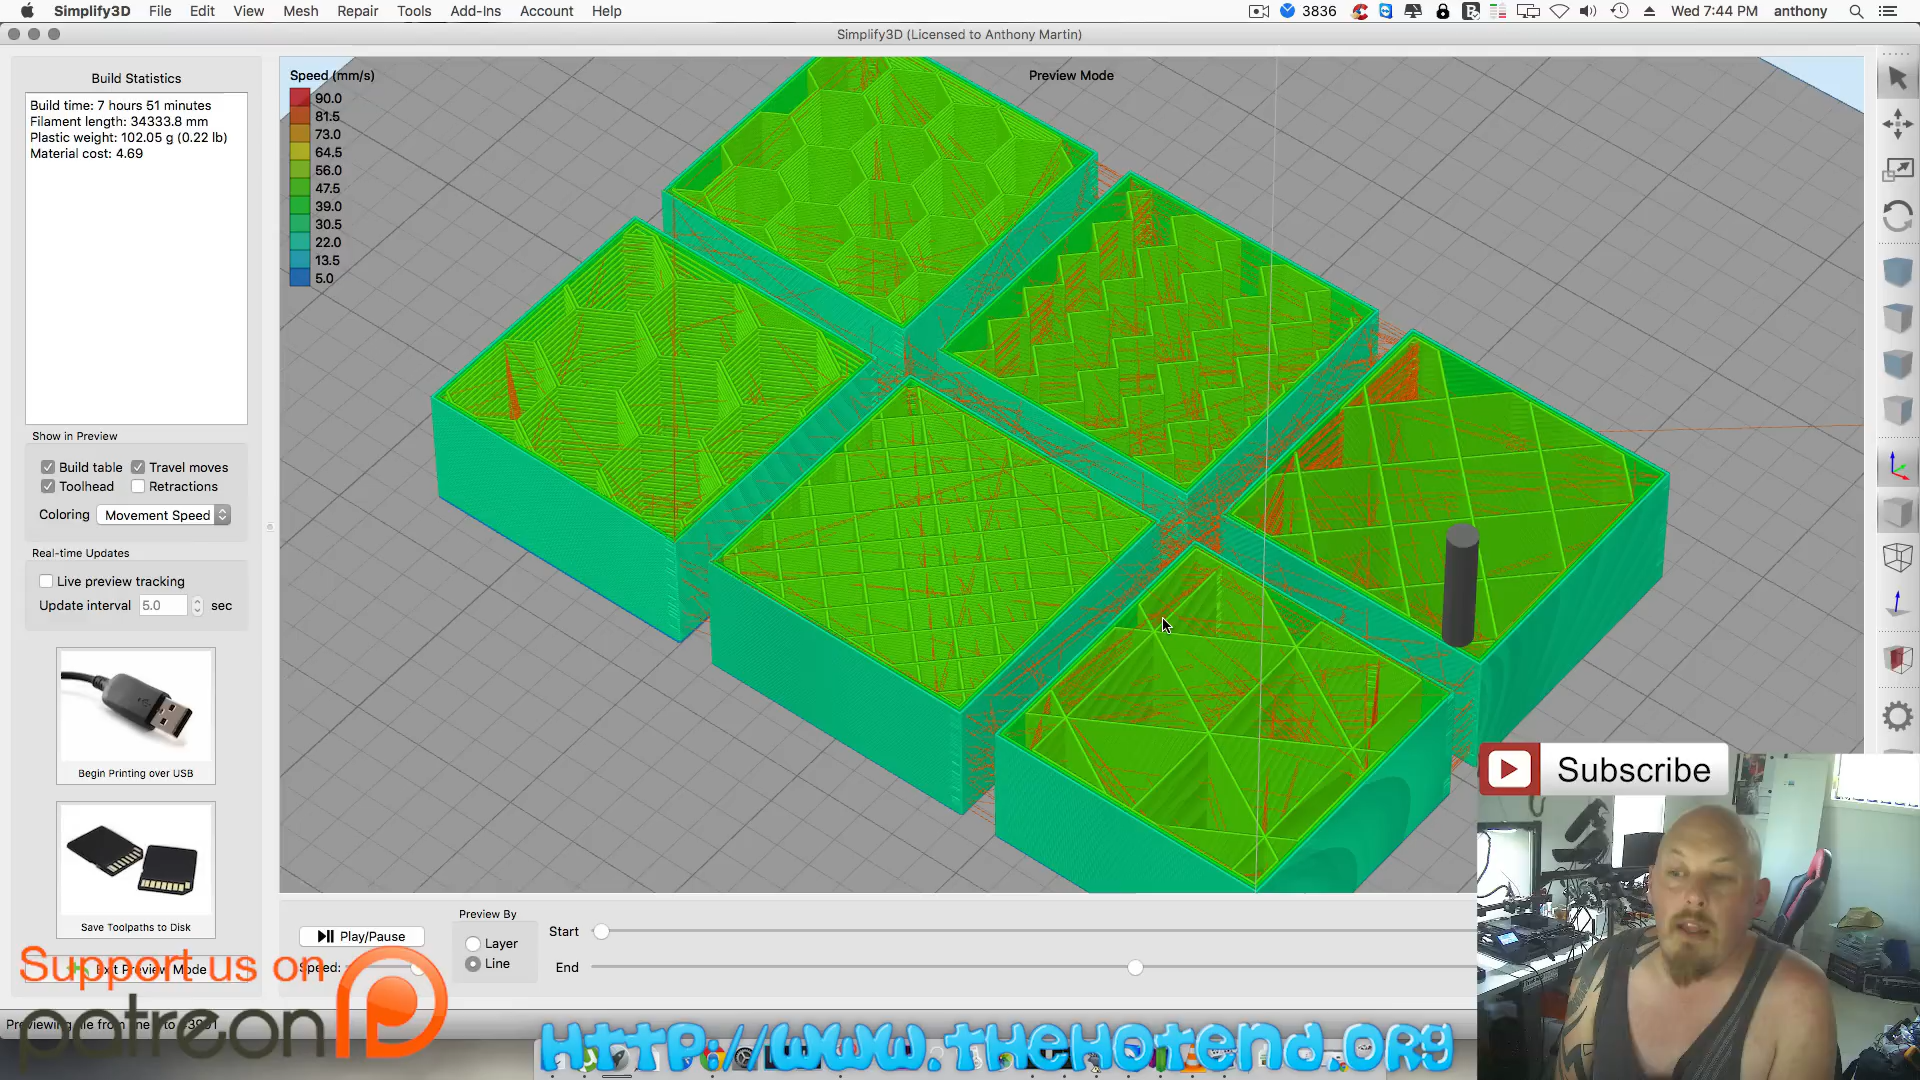 Simplify3D File Edit View Mesh Repair Tools Add-Ins Account Help 3836 Wed 7:44 PM anthony
Simplify3D (Licensed to Anthony Martin)
Build Statistics
Build time: 7 hours 51 minutes
Filament length: 34333.8 mm
Plastic weight: 102.05 g (0.22 lb)
Material cost: 4.69
Speed (mm/s)
90.0
81.5
73.0
64.5
56.0
47.5
39.0
30.5
22.0
13.5
5.0
Preview Mode
Show in Preview
Build table Travel moves
Toolhead Retractions
Coloring Movement Speed
Real-time Updates
Live preview tracking
Update interval 5.0 sec
Begin Printing over USB
Save Toolpaths to Disk
Exit Preview Mode
Play/Pause
Speed:
Preview By
Layer
Line
Start
End
Subscribe
Support us on
patreon
Http://www.theHotend.org